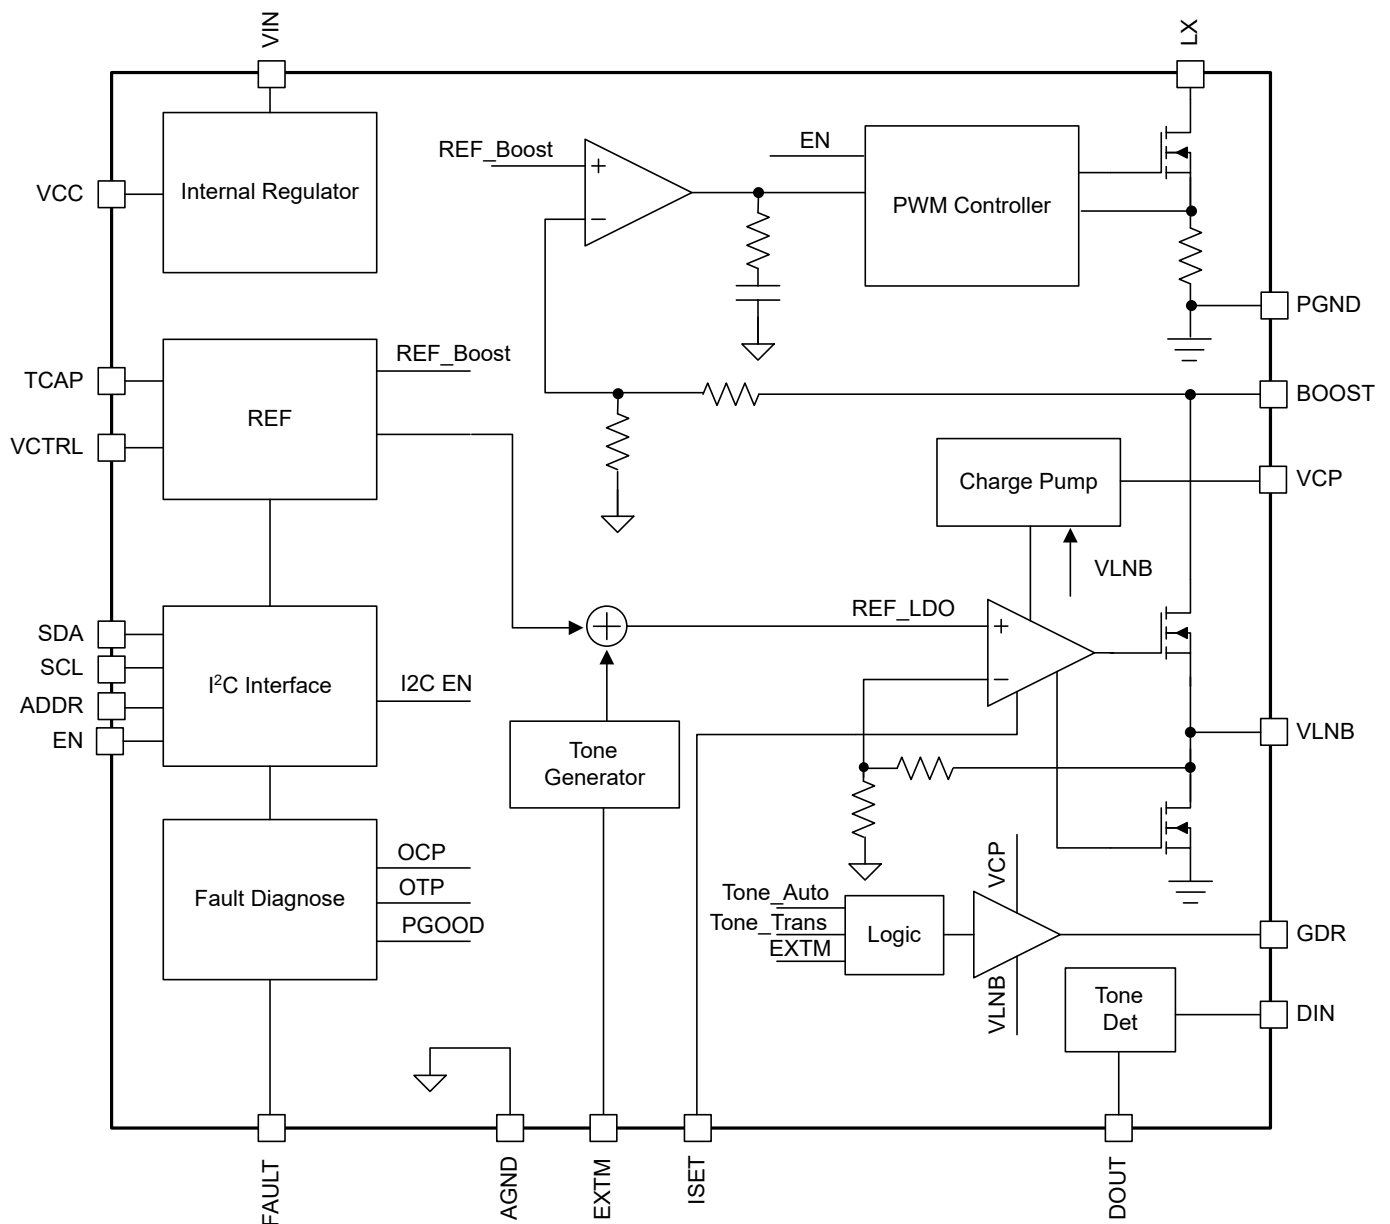 VIN
LX
REF_Boost
EN
+
−
VCC
Internal Regulator
PWM Controller
PGND
REF_Boost
TCAP
REF
VCTRL
BOOST
Charge Pump
VCP
VLNB
REF_LDO
+
−
SDA
SCL
I²C Interface
I2C EN
ADDR
EN
Tone
Generator
VLNB
OCP
OTP
Fault Diagnose
PGOOD
VCP
Tone_Auto
Tone_Trans
EXTM
Logic
GDR
VLNB
Tone
Det
DIN
FAULT
AGND
EXTM
ISET
DOUT